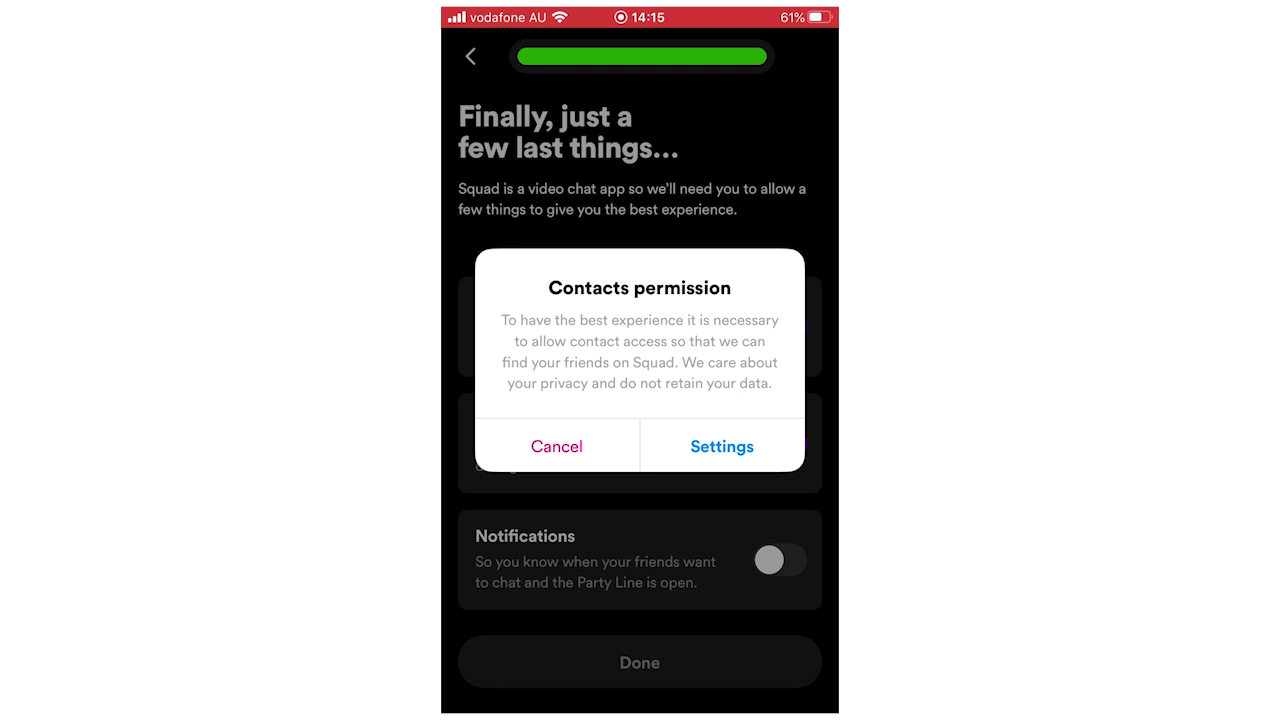 vodafone AU 14:15 61%
Finally, just a
few last things...
Squad is a video chat app so we'll need you to allow a
few things to give you the best experience.
Contacts permission
To have the best experience it is necessary
to allow contact access so that we can
find your friends on Squad. We care about
your privacy and do not retain your data.
Cancel Settings
Notifications
So you know when your friends want
to chat and the Party Line is open.
Done